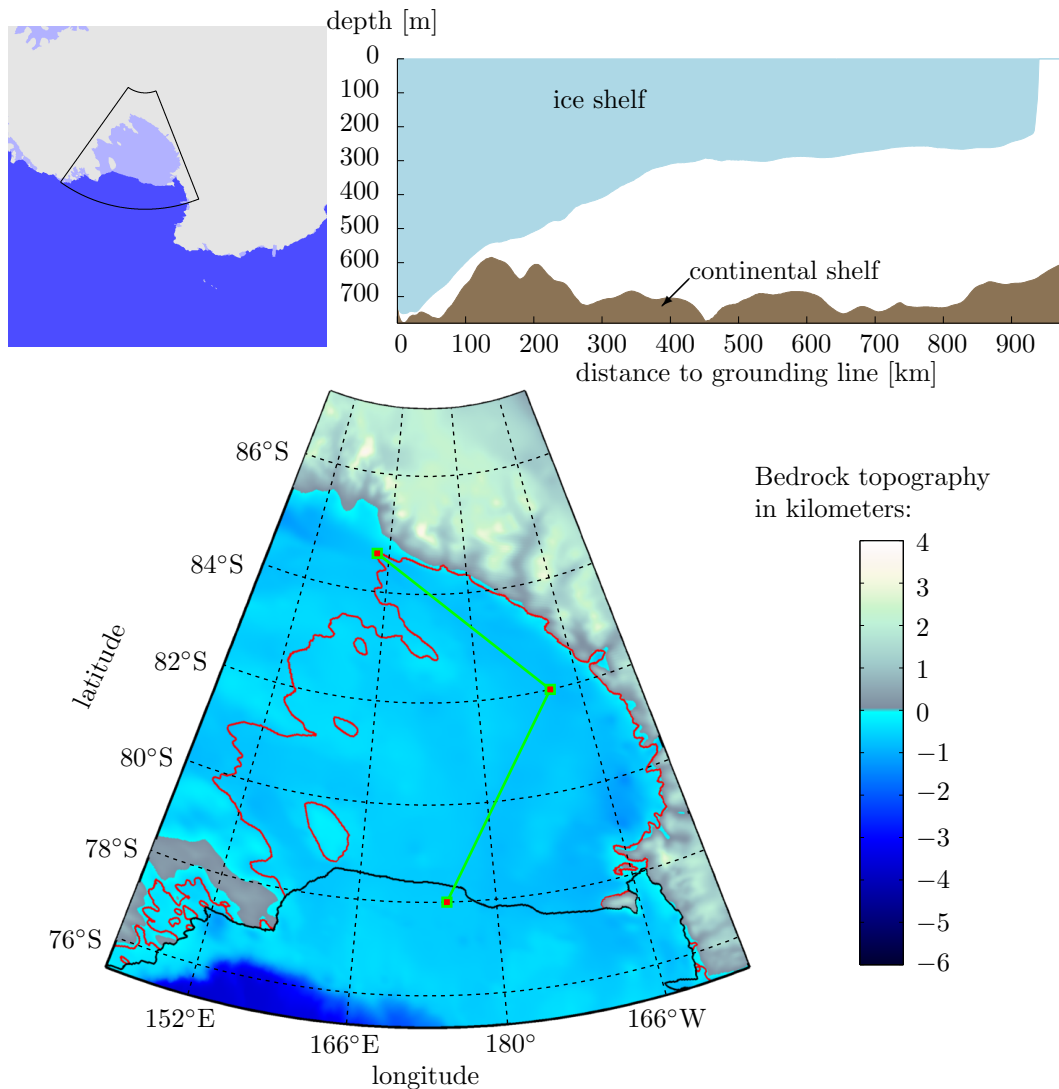 depth [m]
0
100
200
300
400
500
600
700
ice shelf
continental shelf
0
100
200
300
400
500
600
700
800
900
distance to grounding line [km]
86°S
84°S
82°S
80°S
78°S
76°S
latitude
152°E
166°E
180°
166°W
longitude
Bedrock topography
in kilometers:
4
3
2
1
0
−1
−2
−3
−4
−5
−6